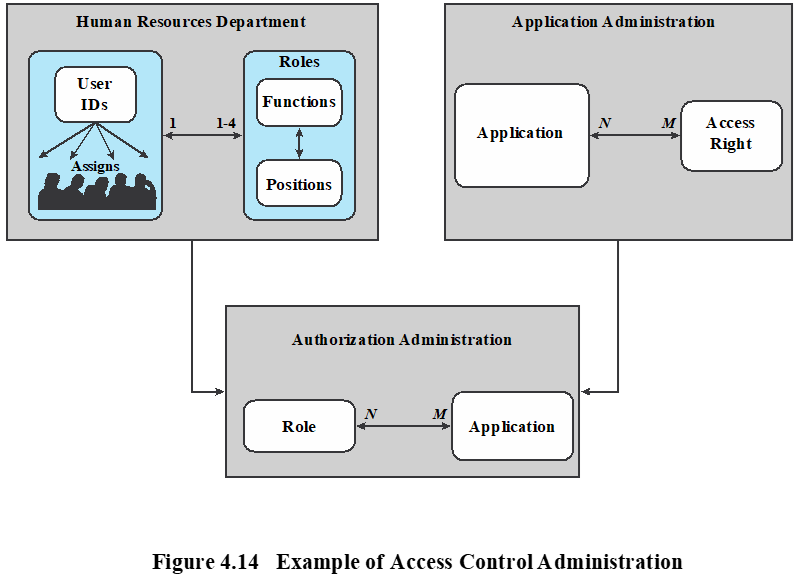 Human Resources Department
User
IDs
Assigns
1
1-4
Roles
Functions
Positions
Application Administration
Application
N
M
Access
Right
Authorization Administration
Role
N
M
Application
Figure 4.14 Example of Access Control Administration